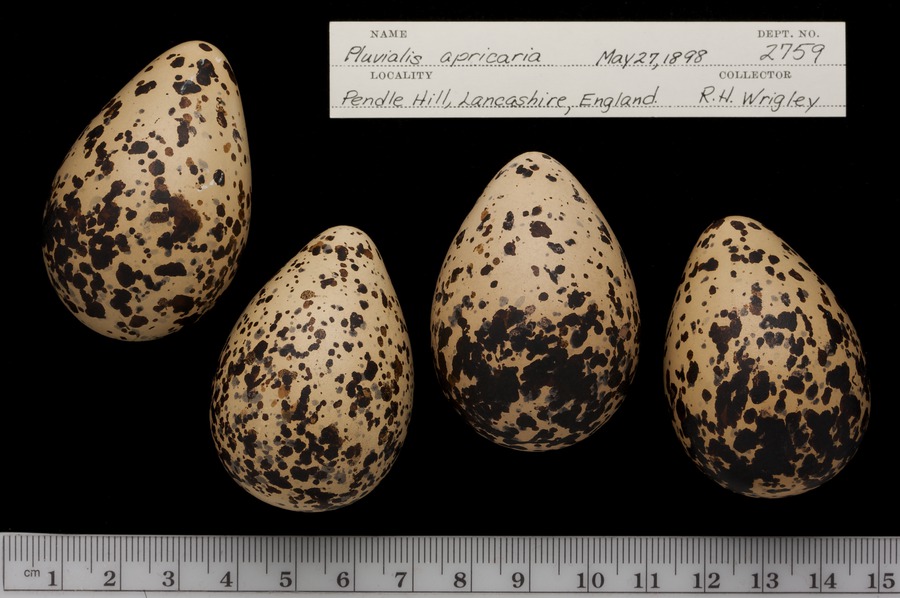 NAME DEPT. NO.
Pluvialis apricaria May 27, 1898 2759
LOCALITY COLLECTOR
Pendle Hill, Lancashire, England R.H. Wrigley
cm 1 2 3 4 5 6 7 8 9 10 11 12 13 14 15